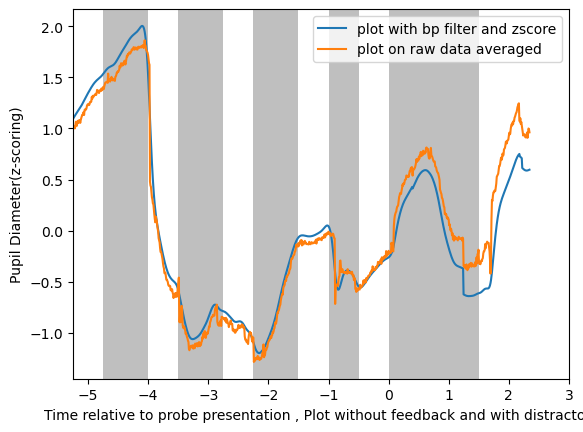 plot with bp filter and zscore
plot on raw data averaged
Pupil Diameter(z-scoring)
2.0
1.5
1.0
0.5
0.0
−0.5
−1.0
−5 −4 −3 −2 −1 0 1 2 3
Time relative to probe presentation , Plot without feedback and with distracto